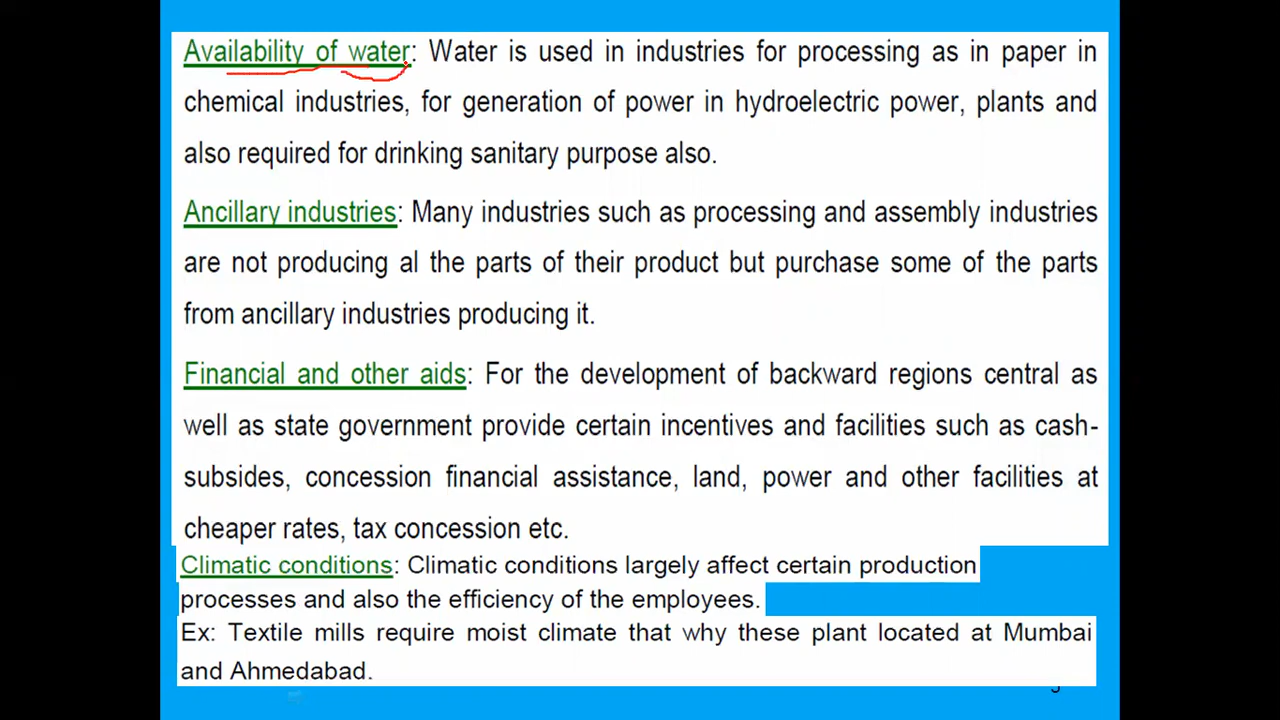 Availability of water: Water is used in industries for processing as in paper in
chemical industries, for generation of power in hydroelectric power, plants and
also required for drinking sanitary purpose also.
Ancillary industries: Many industries such as processing and assembly industries
are not producing al the parts of their product but purchase some of the parts
from ancillary industries producing it.
Financial and other aids: For the development of backward regions central as
well as state government provide certain incentives and facilities such as cash-
subsides, concession financial assistance, land, power and other facilities at
cheaper rates, tax concession etc.
Climatic conditions: Climatic conditions largely affect certain production
processes and also the efficiency of the employees.
Ex: Textile mills require moist climate that why these plant located at Mumbai
and Ahmedabad.